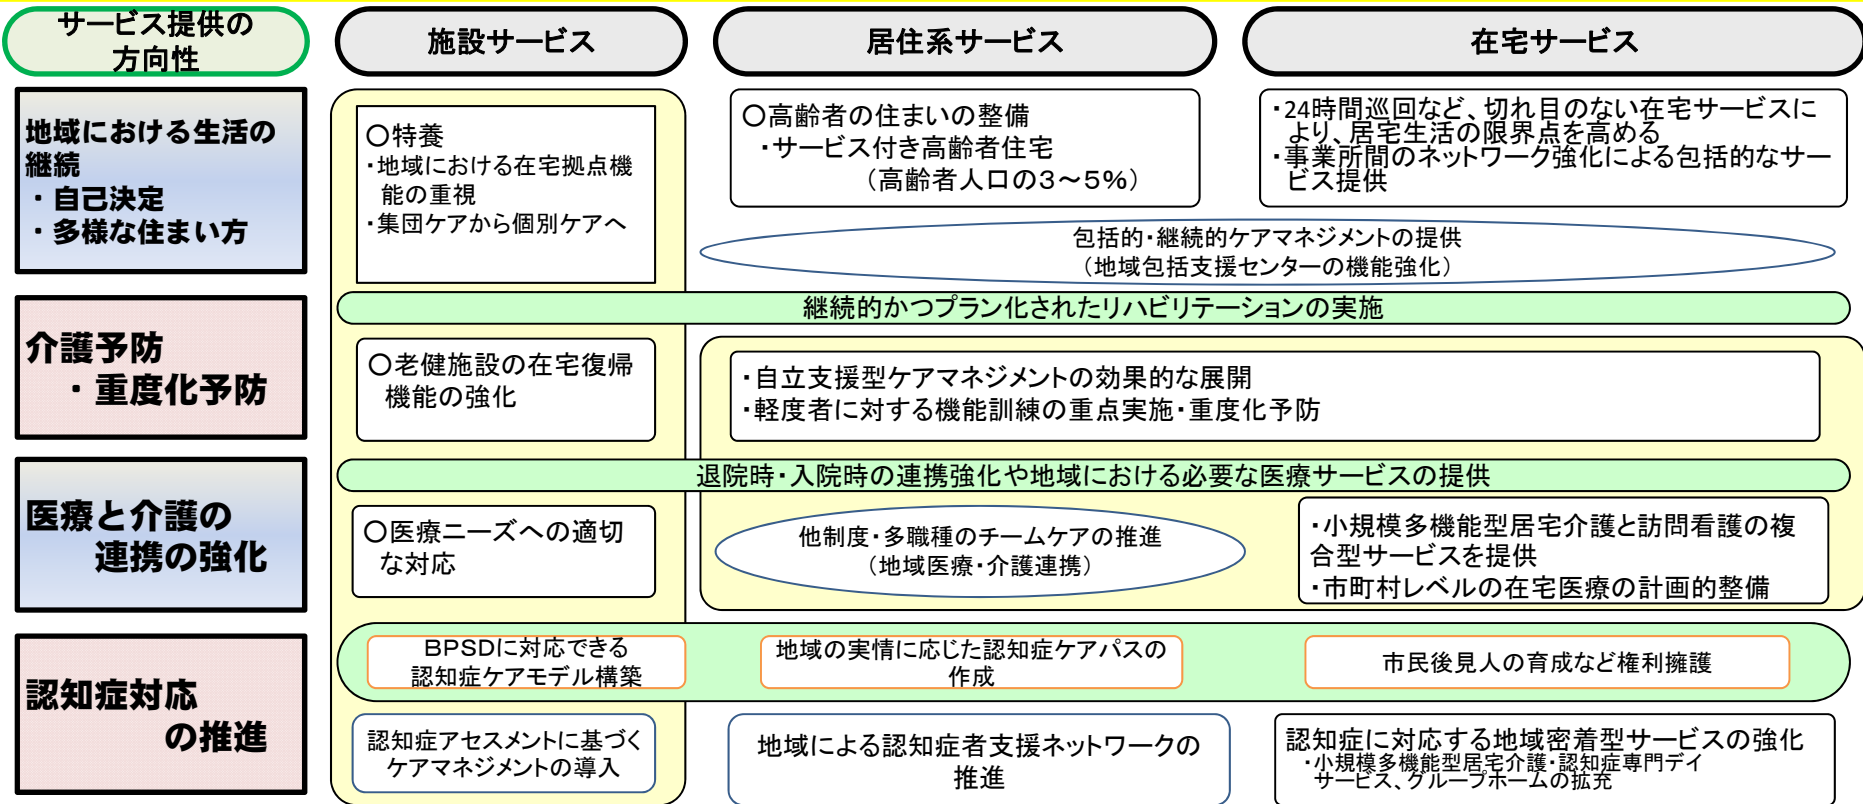 サービス提供の
方向性
施設サービス
居住系サービス
在宅サービス
地域における生活の
継続
・自己決定
・多様な住まい方
○特養
・地域における在宅拠点機
能の重視
・集団ケアから個別ケアへ
○高齢者の住まいの整備
・サービス付き高齢者住宅
(高齢者人口の3～5%)
・24時間巡回など、切れ目のない在宅サービスに
より、居宅生活の限界点を高める
・事業所間のネットワーク強化による包括的なサー
ビス提供
包括的・継続的ケアマネジメントの提供
(地域包括支援センターの機能強化)
継続的かつプラン化されたリハビリテーションの実施
介護予防
・重度化予防
○老健施設の在宅復帰
機能の強化
・自立支援型ケアマネジメントの効果的な展開
・軽度者に対する機能訓練の重点実施・重度化予防
退院時・入院時の連携強化や地域における必要な医療サービスの提供
医療と介護の
連携の強化
○医療ニーズへの適切
な対応
他制度・多職種のチームケアの推進
(地域医療・介護連携)
・小規模多機能型居宅介護と訪問看護の複
合型サービスを提供
・市町村レベルの在宅医療の計画的整備
認知症対応
の推進
BPSDに対応できる
認知症ケアモデル構築
地域の実情に応じた認知症ケアパスの
作成
市民後見人の育成など権利擁護
認知症アセスメントに基づく
ケアマネジメントの導入
地域による認知症者支援ネットワークの
推進
認知症に対応する地域密着型サービスの強化
・小規模多機能型居宅介護・認知症専門デイ
サービス、グループホームの拡充